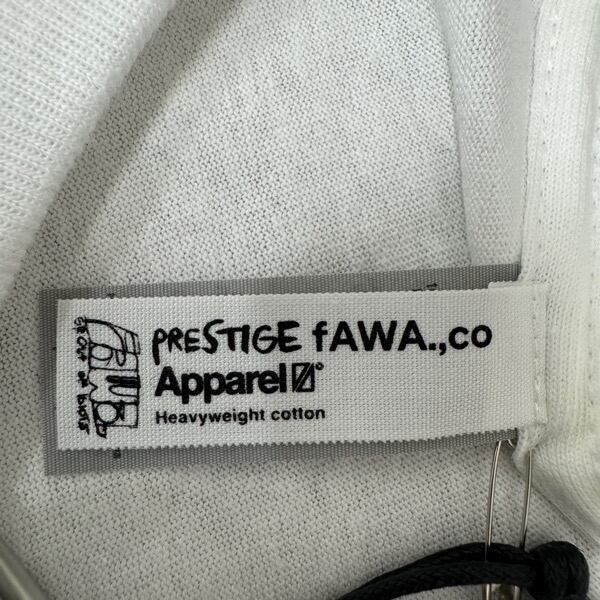 PRESTIGE fAWA.,co
Apparel
Heavyweight cotton